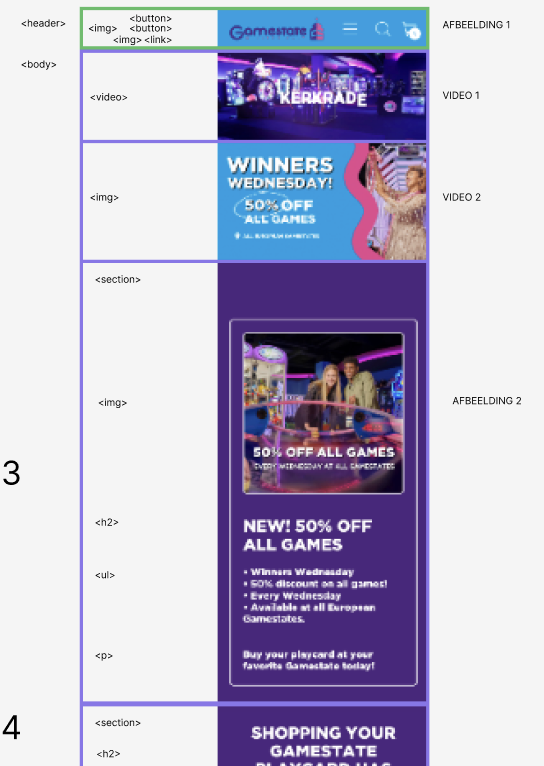 <header>
<img>
<button>
<button>
<img> <link>
Gamestate
AFBEELDING 1
<body>
<video>
KERKRADE
VIDEO 1
<img>
WINNERS
WEDNESDAY!
50% OFF
ALL GAMES
ALL EUROPEAN GAMESTATES
VIDEO 2
<section>
<img>
50% OFF ALL GAMES
EVERY WEDNESDAY AT ALL GAMESTATES
AFBEELDING 2
3
<h2>
NEW! 50% OFF
ALL GAMES
<ul>
• Winners Wednesday
• 50% discount on all games!
• Every Wednesday
• Available at all European
Gamestates.
<p>
Buy your playcard at your
favorite Gamestate today!
4
<section>
<h2>
SHOPPING YOUR
GAMESTATE
PLAYCARD HAS